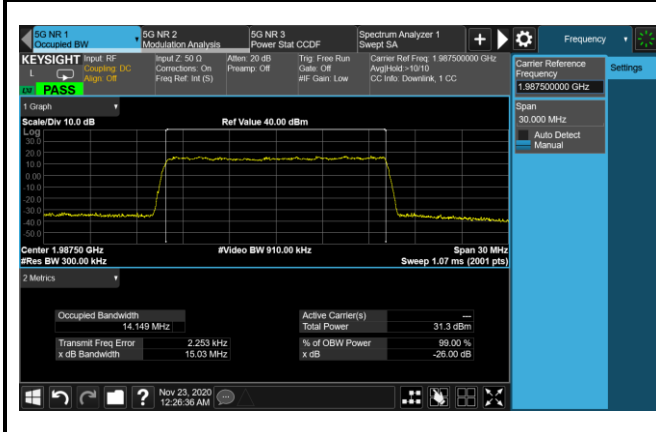 5G NR 1
Occupied BW
5G NR 2
Modulation Analysis
5G NR 3
Power Stat CCDF
Spectrum Analyzer 1
Swept SA
Frequency
KEYSIGHT
L
PASS
Input: RF
Coupling: DC
Align: Off
Input Z: 50 Ω
Corrections: On
Freq Ref: Int (S)
Atten: 20 dB
Preamp: Off
Trig: Free Run
Gate: Off
#IF Gain: Low
Carrier Ref Freq: 1.987500000 GHz
Avg|Hold:>10/10
CC Info: Downlink, 1 CC
Carrier Reference
Frequency
1.987500000 GHz
Span
30.000 MHz
Auto Detect
Manual
Settings
1 Graph
Scale/Div 10.0 dB
Ref Value 40.00 dBm
Log
30.0
20.0
10.0
0.00
-10.0
-20.0
-30.0
-40.0
-50.0
Center 1.98750 GHz
#Video BW 910.00 kHz
Span 30 MHz
#Res BW 300.00 kHz
Sweep 1.07 ms (2001 pts)
2 Metrics
Occupied Bandwidth
14.149 MHz
Transmit Freq Error 2.253 kHz
x dB Bandwidth 15.03 MHz
Active Carrier(s) —
Total Power 31.3 dBm
% of OBW Power 99.00 %
x dB -26.00 dB
?
Nov 23, 2020
12:26:36 AM